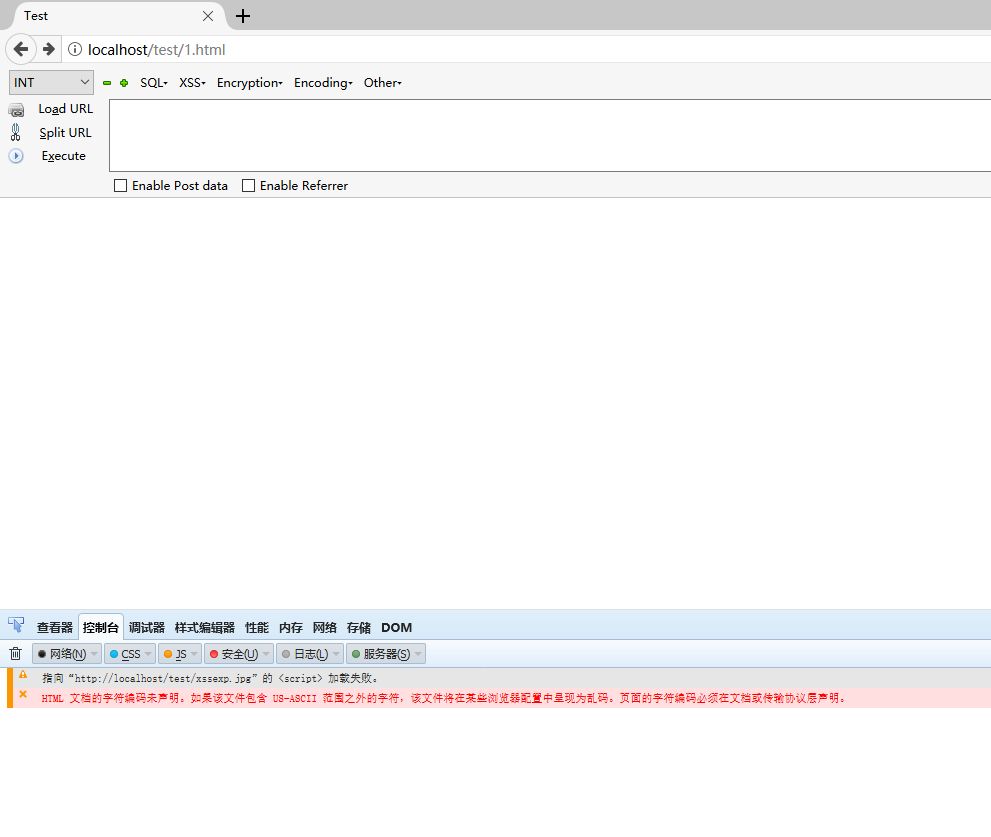 Test
localhost/test/1.html
INT SQL XSS Encryption Encoding Other
Load URL
Split URL
Execute
Enable Post data Enable Referrer
查看器 控制台 调试器 样式编辑器 性能 内存 网络 存储 DOM
网络(N) CSS JS 安全(U) 日志(L) 服务器(S)
指向“http://localhost/test/xssexp.jpg”的 <script> 加载失败。
HTML 文档的字符编码未声明。如果该文件包含 US-ASCII 范围之外的字符，该文件将在某些浏览器配置中呈现为乱码。页面的字符编码必须在文档或传输协议层声明。